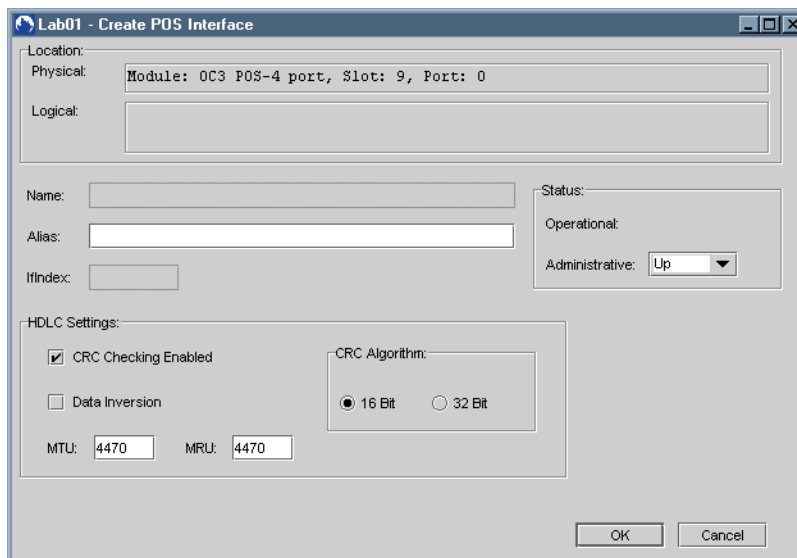 Lab01 - Create POS Interface
Location:
Physical: Module: OC3 POS-4 port, Slot: 9, Port: 0
Logical:
Name:
Alias:
IfIndex:
Status:
Operational:
Administrative: Up
HDLC Settings:
CRC Checking Enabled
Data Inversion
CRC Algorithm:
16 Bit 32 Bit
MTU: 4470 MRU: 4470
OK Cancel